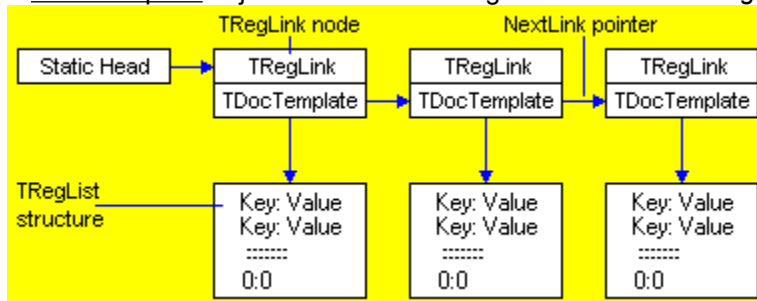 TRegLink node
NextLink pointer
Static Head
TRegLink
TRegLink
TRegLink
TDocTemplate
TDocTemplate
TDocTemplate
TRegList
structure
Key: Value
Key: Value
:::::::
0:0
Key: Value
Key: Value
:::::::
0:0
Key: Value
Key: Value
:::::::
0:0